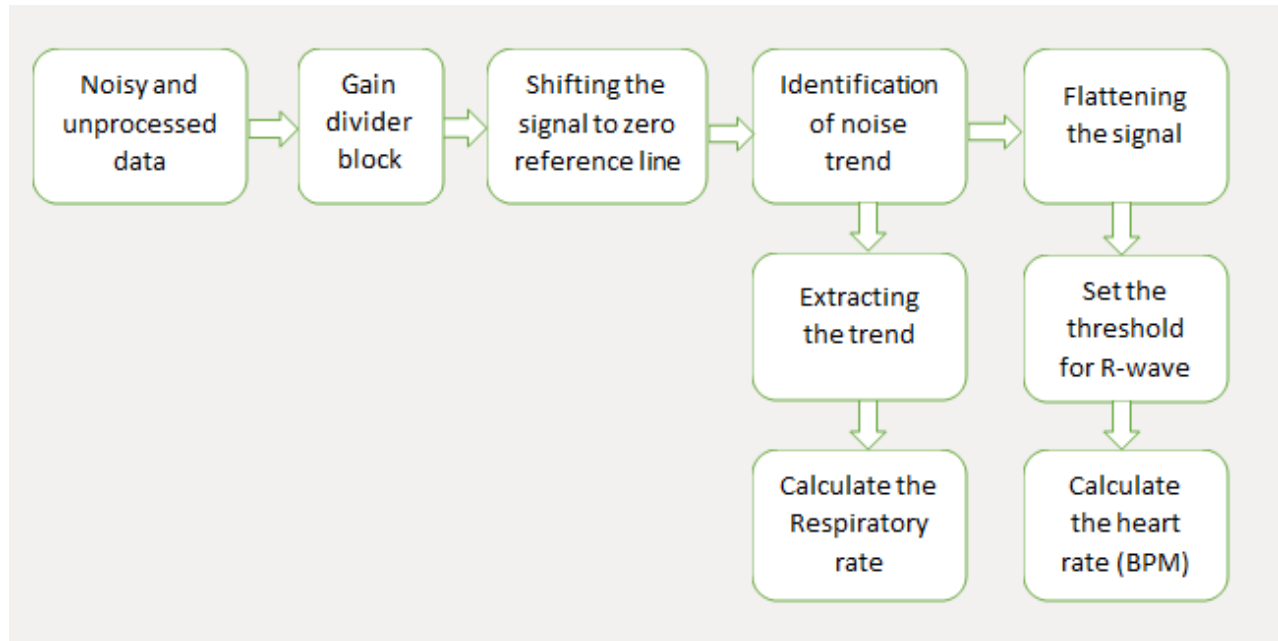 Noisy and
unprocessed
data
Gain
divider
block
Shifting the
signal to zero
reference line
Identification
of noise
trend
Flattening
the signal
Extracting
the trend
Set the
threshold
for R-wave
Calculate the
Respiratory
rate
Calculate
the heart
rate (BPM)